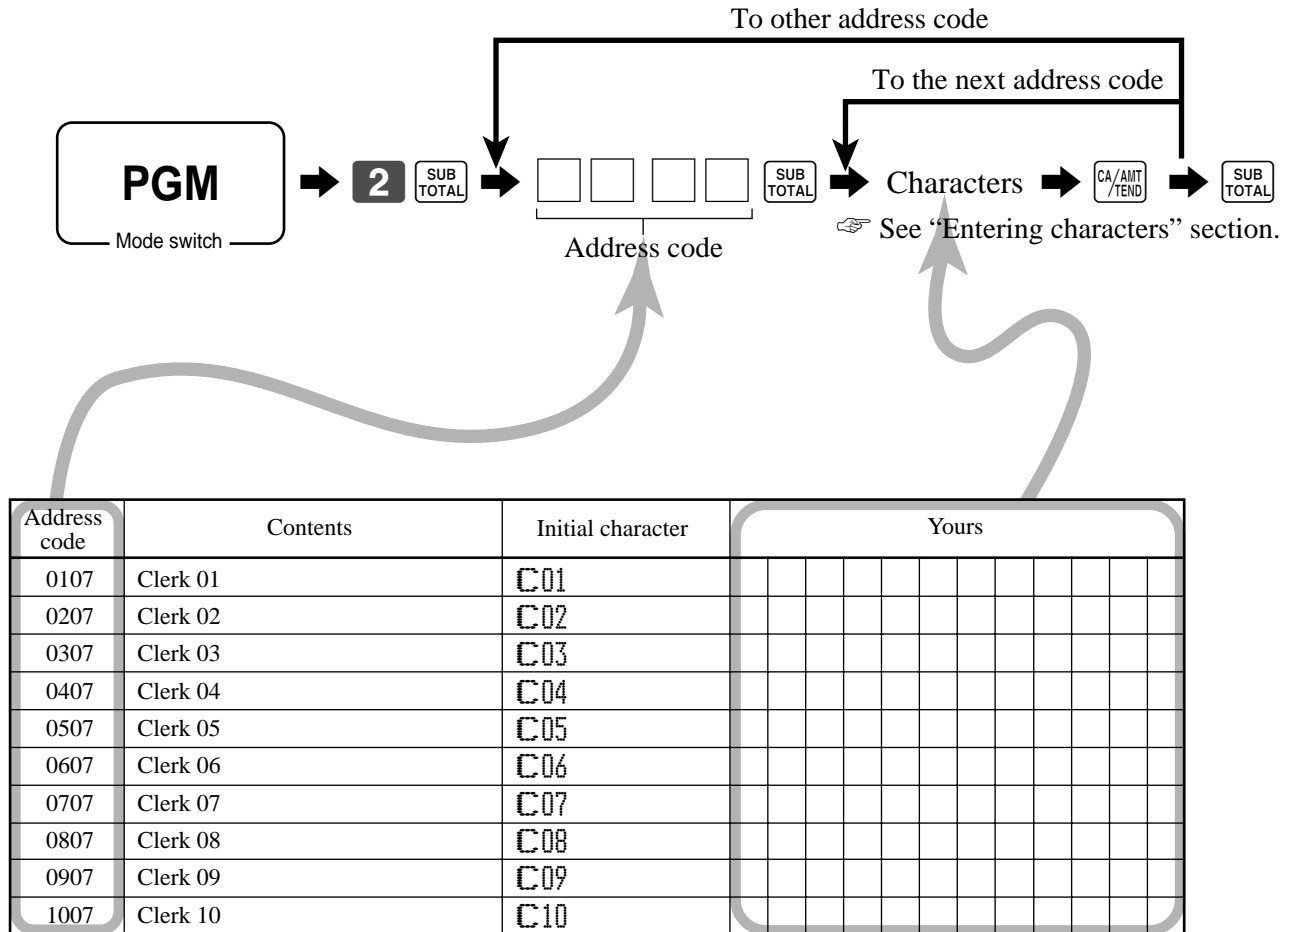 To other address code
To the next address code
PGM
Mode switch
2
SUB
TOTAL
SUB
TOTAL
Characters
CA/AMT
/TEND
SUB
TOTAL
Address code
☞ See “Entering characters” section.
Address code Contents Initial character Yours
0107 Clerk 01 C01
0207 Clerk 02 C02
0307 Clerk 03 C03
0407 Clerk 04 C04
0507 Clerk 05 C05
0607 Clerk 06 C06
0707 Clerk 07 C07
0807 Clerk 08 C08
0907 Clerk 09 C09
1007 Clerk 10 C10